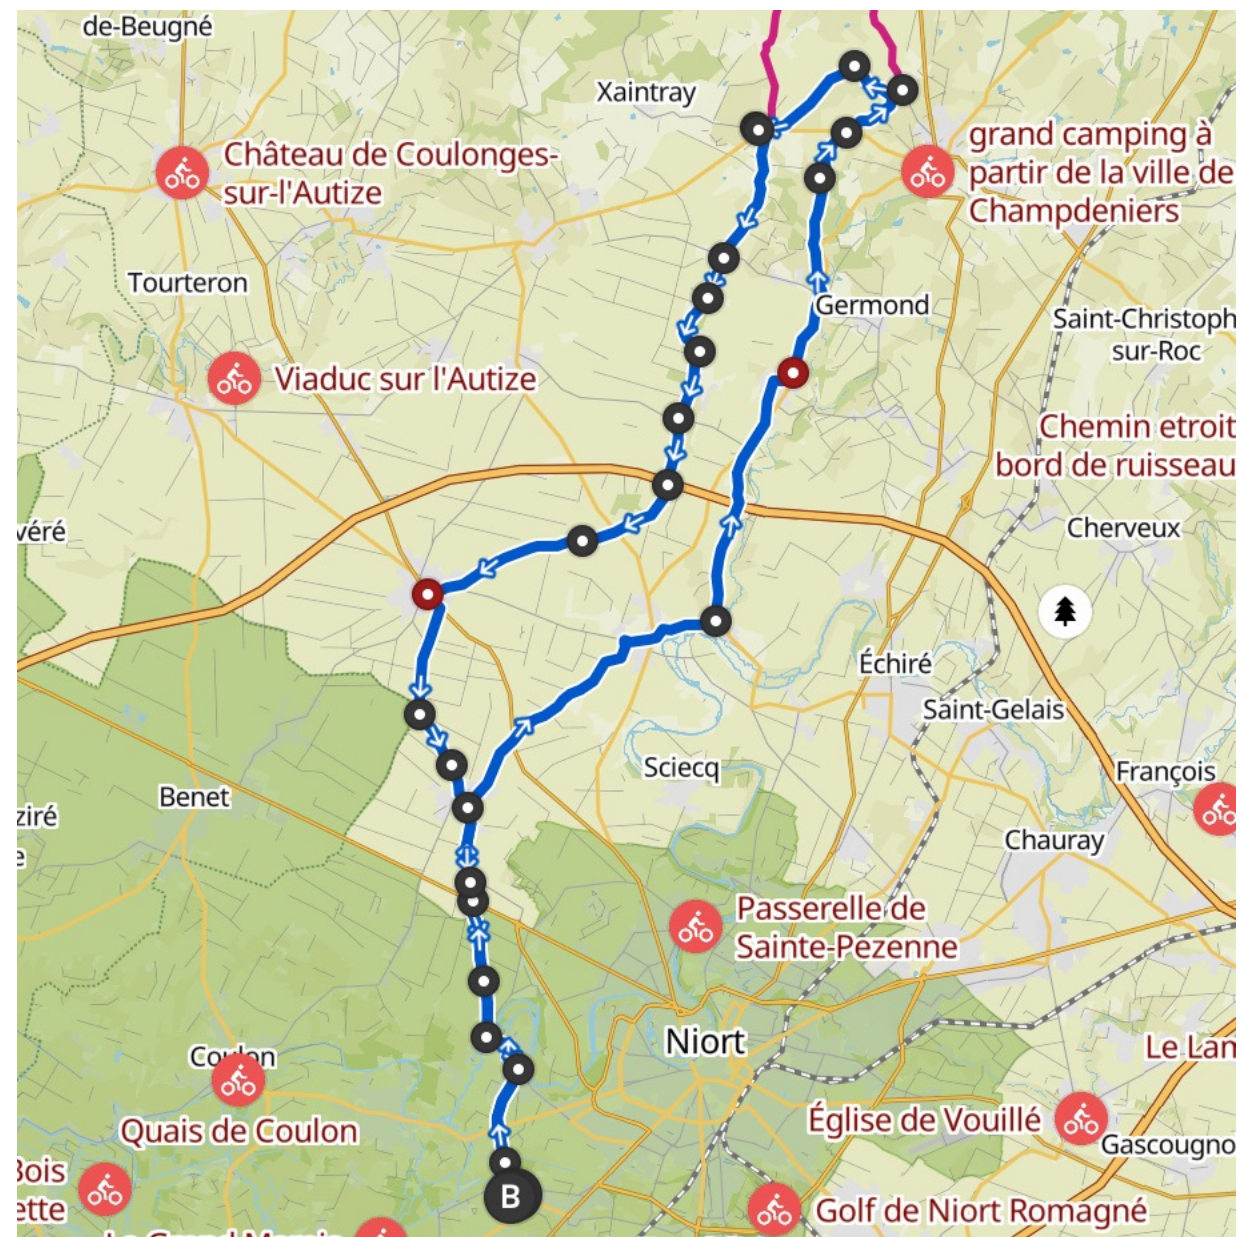 de-Beugné
Xaintray
grand camping à
partir de la ville de
Champdeniers
Château de Coulonges-
sur-l'Autize
Tourteron
Germond
Saint-Christoph
sur-Roc
Viaduc sur l'Autize
Chemin etroit
bord de ruisseau
véré
Cherveux
Échiré
Saint-Gelais
Sciecq
François
Benet
ziré
e
Chauray
Passerelle de
Sainte-Pezenne
Niort
Le Lam
Coulon
Quais de Coulon
Église de Vouillé
Gascougno
Bois
ette
B
Golf de Niort Romagné